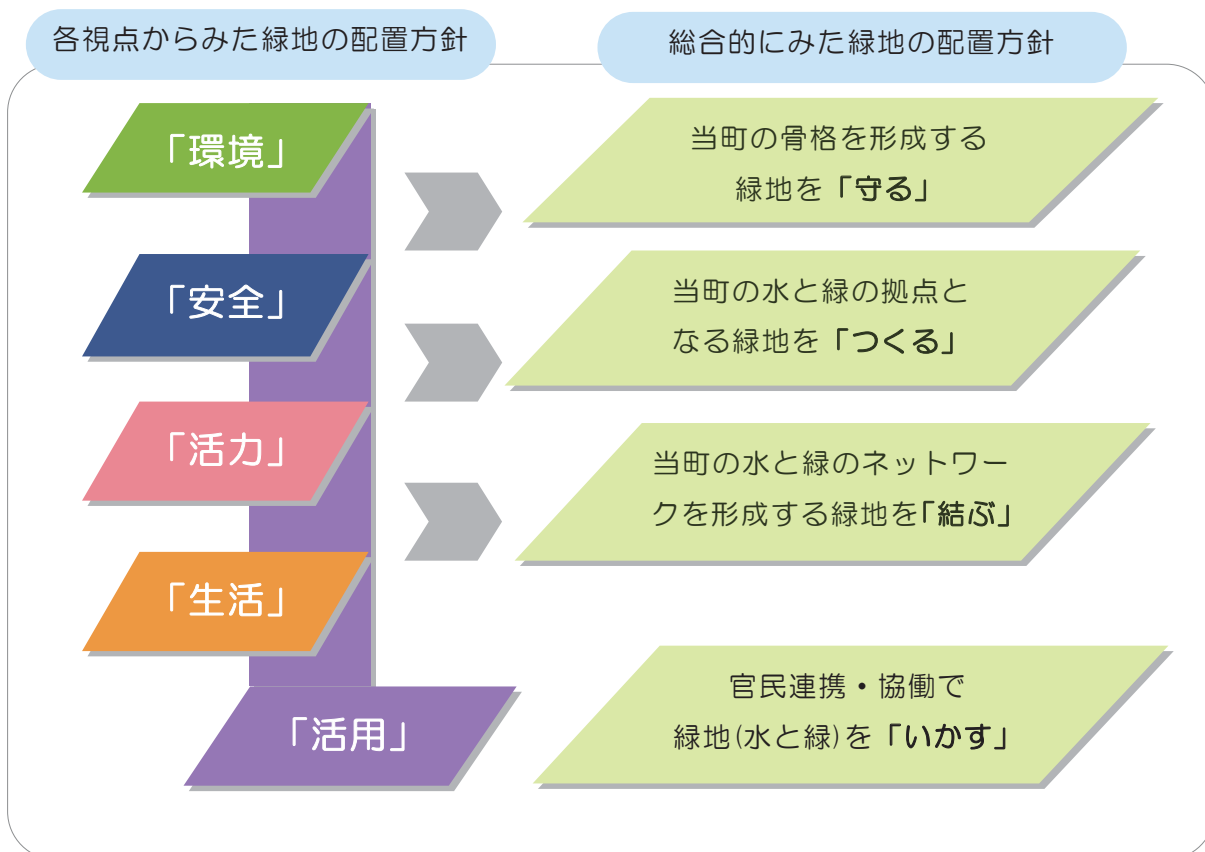 各視点からみた緑地の配置方針
総合的にみた緑地の配置方針
「環境」
「安全」
「活力」
「生活」
「活用」
当町の骨格を形成する
緑地を「守る」
当町の水と緑の拠点と
なる緑地を「つくる」
当町の水と緑のネットワー
クを形成する緑地を「結ぶ」
官民連携・協働で
緑地(水と緑)を「いかす」